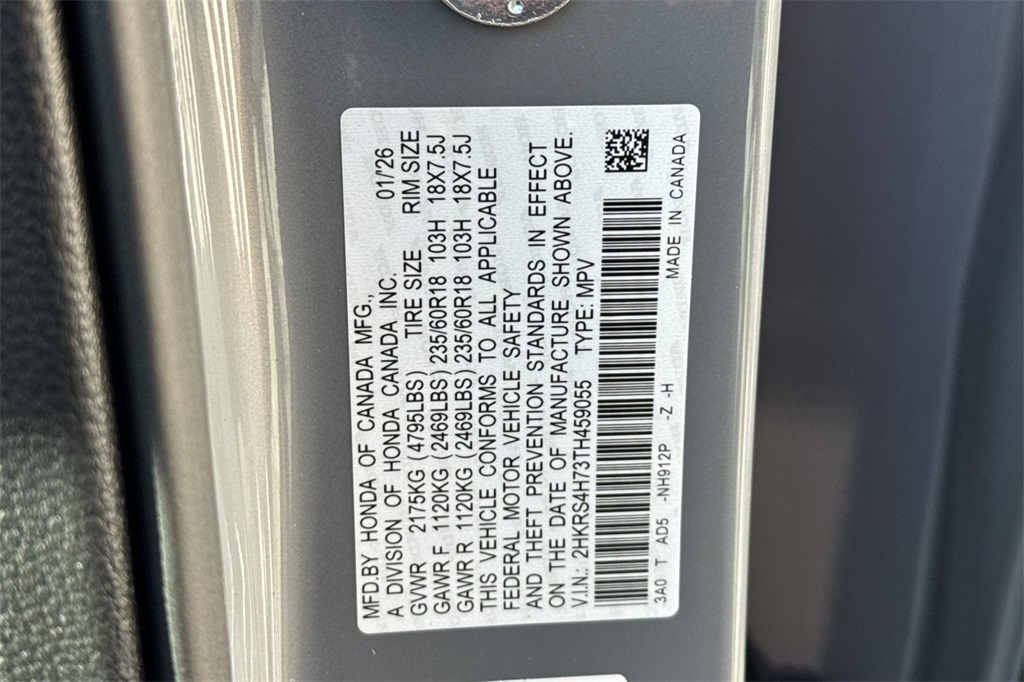 MFD.BY HONDA OF CANADA MFG.,
A DIVISION OF HONDA CANADA INC. 01/26
GVWR 2175KG (4795LBS) TIRE SIZE RIM SIZE
GAWR F 1120KG (2469LBS) 235/60R18 103H 18X7.5J
GAWR R 1120KG (2469LBS) 235/60R18 103H 18X7.5J
THIS VEHICLE CONFORMS TO ALL APPLICABLE
FEDERAL MOTOR VEHICLE SAFETY
AND THEFT PREVENTION STANDARDS IN EFFECT
ON THE DATE OF MANUFACTURE SHOWN ABOVE.
V.I.N.: 2HKRS4H73TH459055 TYPE: MPV
3A0 T AD5 -NH912P -Z -H MADE IN CANADA